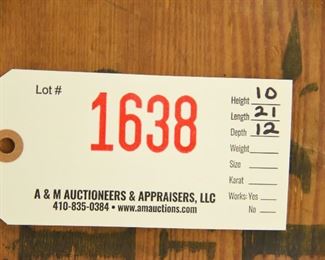 Lot #
1638
Height 10
Length 21
Depth 12
Weight
Size
Karat
Works: Yes
No
A & M AUCTIONEERS & APPRAISERS, LLC
410-835-0384 • www.amauctions.com